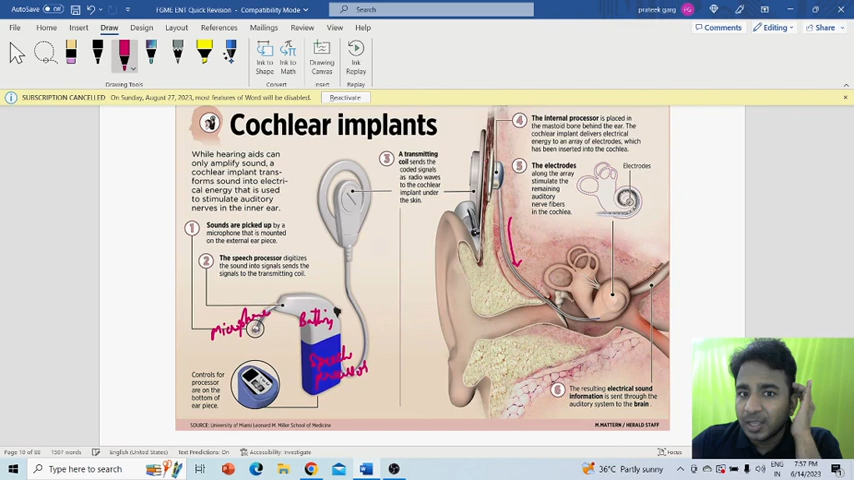 AutoSave Off
FGME ENT Quick Revision - Compatibility Mode
Search
prateek garg
PG
File Home Insert Draw Design Layout References Mailings Review View Help
Comments Editing Share
Ink to Shape
Ink to Math
Drawing Canvas
Ink Replay
Drawing Tools
Convert
Insert
Replay
SUBSCRIPTION CANCELLED On Sunday, August 27, 2023, most features of Word will be disabled. Reactivate
Cochlear implants
While hearing aids can
only amplify sound, a
cochlear implant trans-
forms sound into electri-
cal energy that is used
to stimulate auditory
nerves in the inner ear.
1 Sounds are picked up by a
microphone that is mounted
on the external ear piece.
2 The speech processor digitizes
the sound into signals sends the
signals to the transmitting coil.
3 A transmitting
coil sends the
coded signals
as radio waves
to the cochlear
implant under
the skin.
4 The internal processor is placed in
the mastoid bone behind the ear. The
cochlear implant delivers electrical
energy to an array of electrodes, which
has been inserted into the cochlea.
5 The electrodes
along the array
stimulate the
remaining
auditory
nerve fibers
in the cochlea.
Electrodes
Microphone
Speech
Controls for
processor
are on the
bottom of
ear piece.
6 The resulting electrical sound
information is sent through the
auditory system to the brain.
SOURCE: University of Miami Leonard M. Miller School of Medicine
M.MATTERN / HERALD STAFF
Page 10 of 88 1507 words English (United States) Text Predictions: On Accessibility: Investigate
Focus
Type here to search
36°C Partly sunny
ENG
IN
7:57 PM
6/14/2023